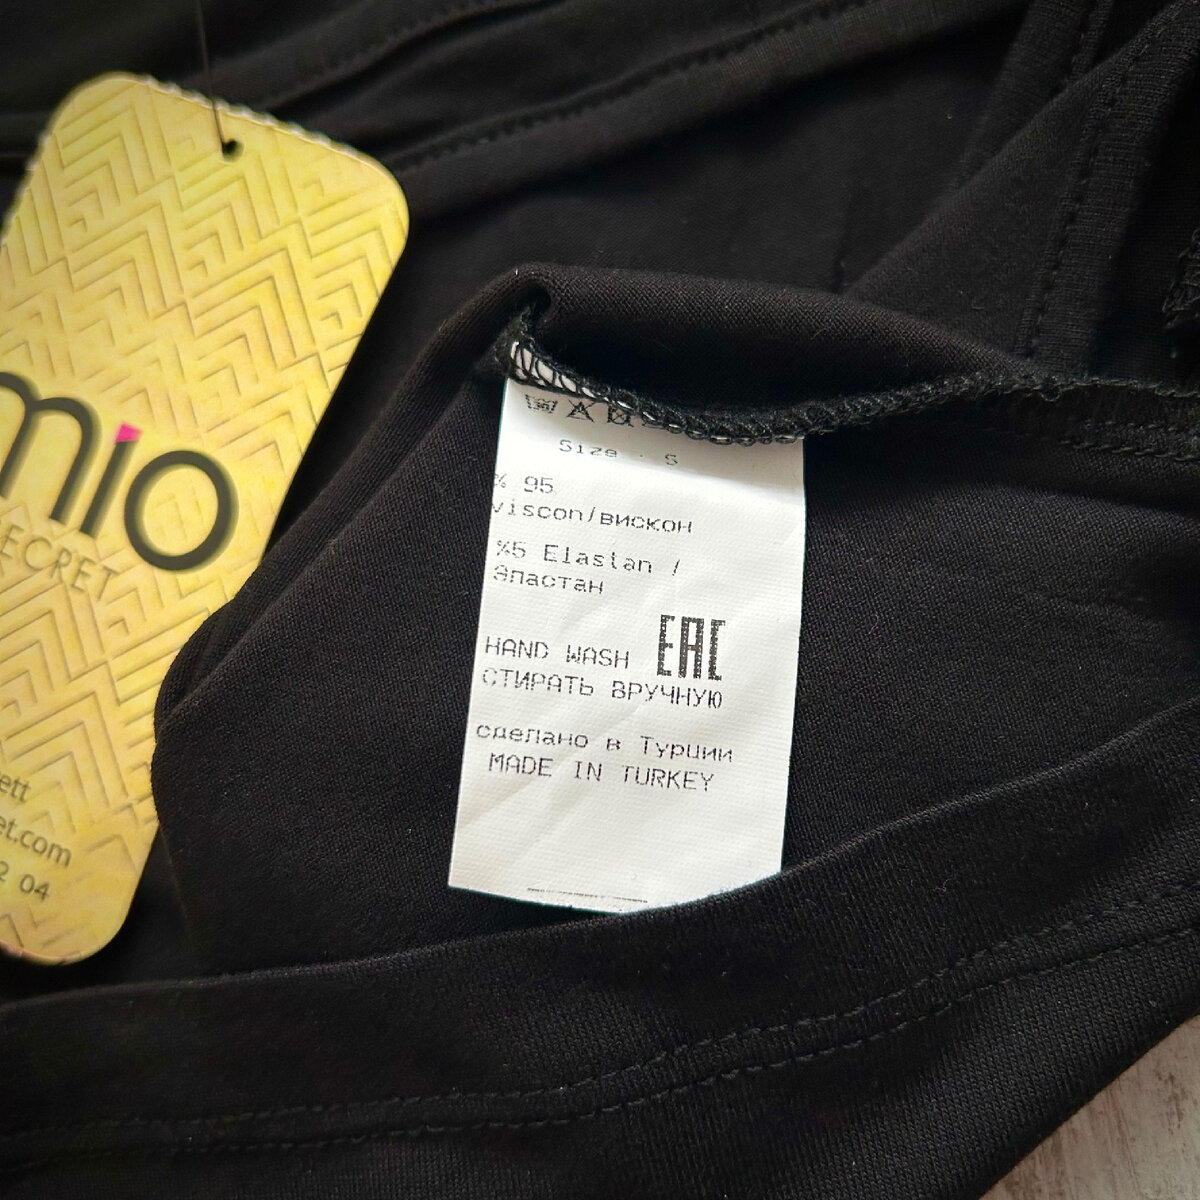 mio
SECRET
ett
et.com
2 04
Size . S
% 95
viscon/вискон
%5 Elastan /
Эластан
EAC
HAND WASH
СТИРАТЬ ВРУЧНУЮ
сделано в Турции
MADE IN TURKEY